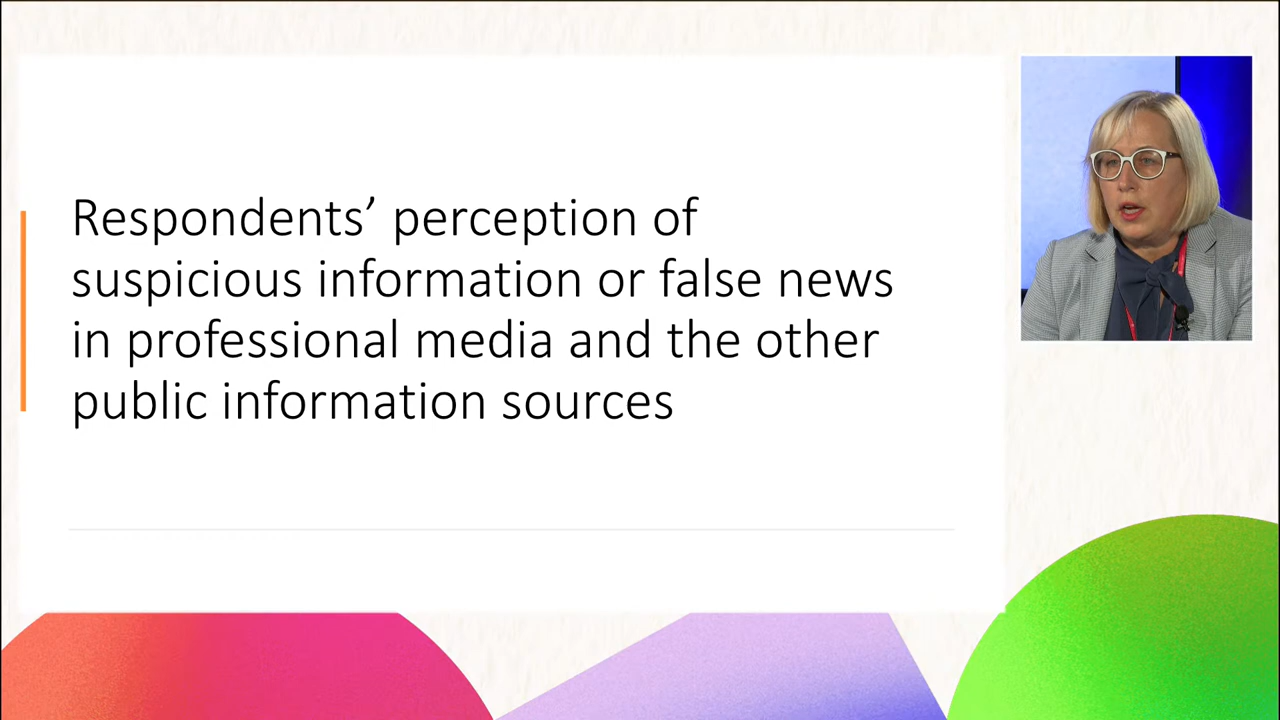 Respondents’ perception of
suspicious information or false news
in professional media and the other
public information sources